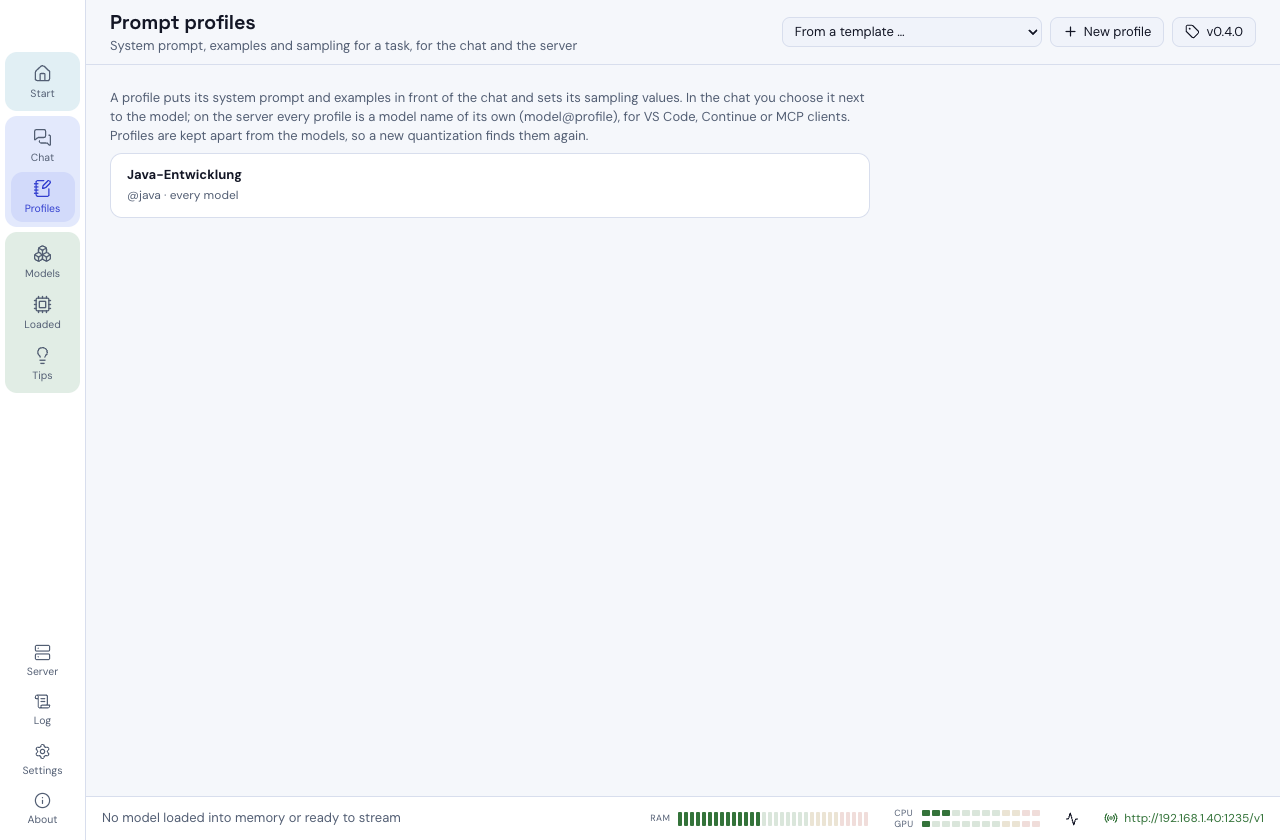 Prompt profiles
System prompt, examples and sampling for a task, for the chat and the server
From a template ...
New profile
v0.4.0
Start
Chat
Profiles
Models
Loaded
Tips
Server
Log
Settings
About
A profile puts its system prompt and examples in front of the chat and sets its sampling values. In the chat you choose it next
to the model; on the server every profile is a model name of its own (model@profile), for VS Code, Continue or MCP clients.
Profiles are kept apart from the models, so a new quantization finds them again.
Java-Entwicklung
@java · every model
No model loaded into memory or ready to stream
RAM
CPU
GPU
http://192.168.1.40:1235/v1